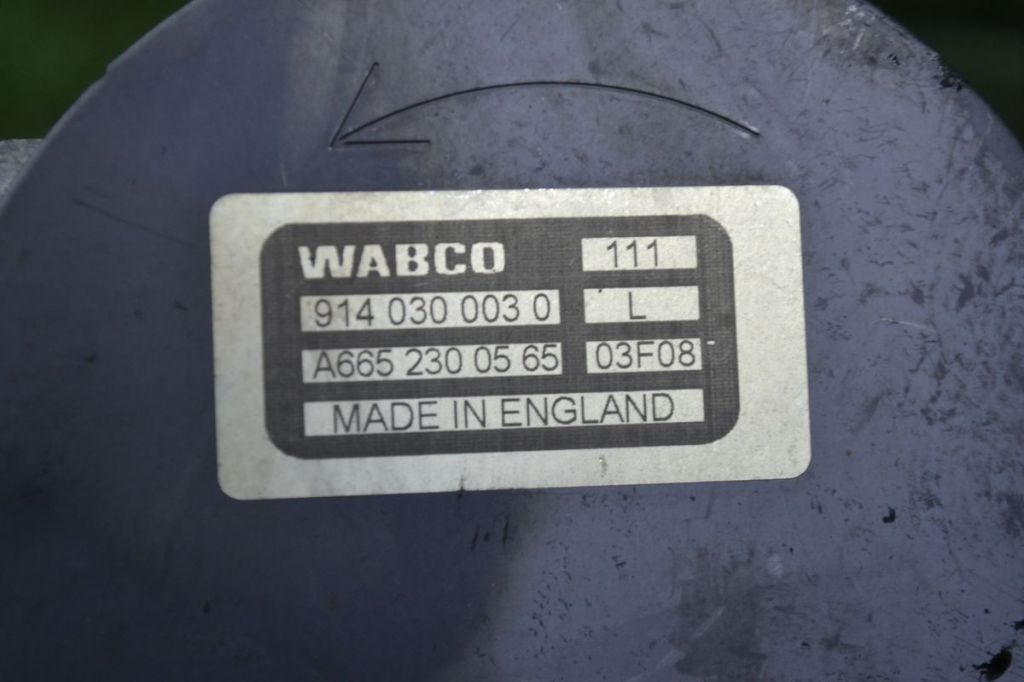 WABCO 111
914 030 003 0 L
A665 230 05 65 03F08
MADE IN ENGLAND